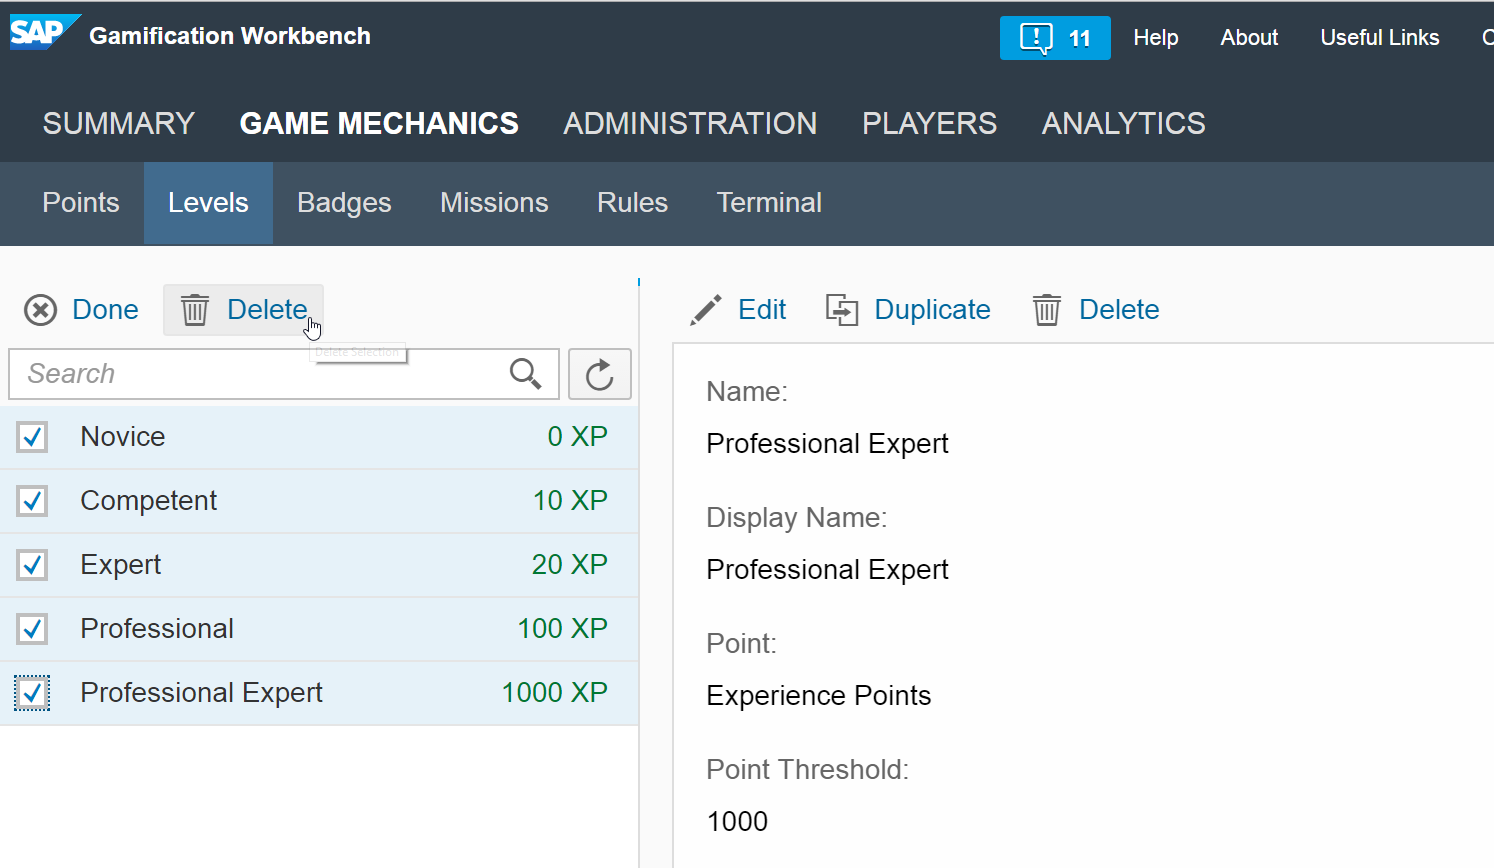 SAP Gamification Workbench
11 Help About Useful Links
SUMMARY GAME MECHANICS ADMINISTRATION PLAYERS ANALYTICS
Points Levels Badges Missions Rules Terminal
Done Delete
Delete Selection
Search
Novice 0 XP
Competent 10 XP
Expert 20 XP
Professional 100 XP
Professional Expert 1000 XP
Edit Duplicate Delete
Name:
Professional Expert
Display Name:
Professional Expert
Point:
Experience Points
Point Threshold:
1000